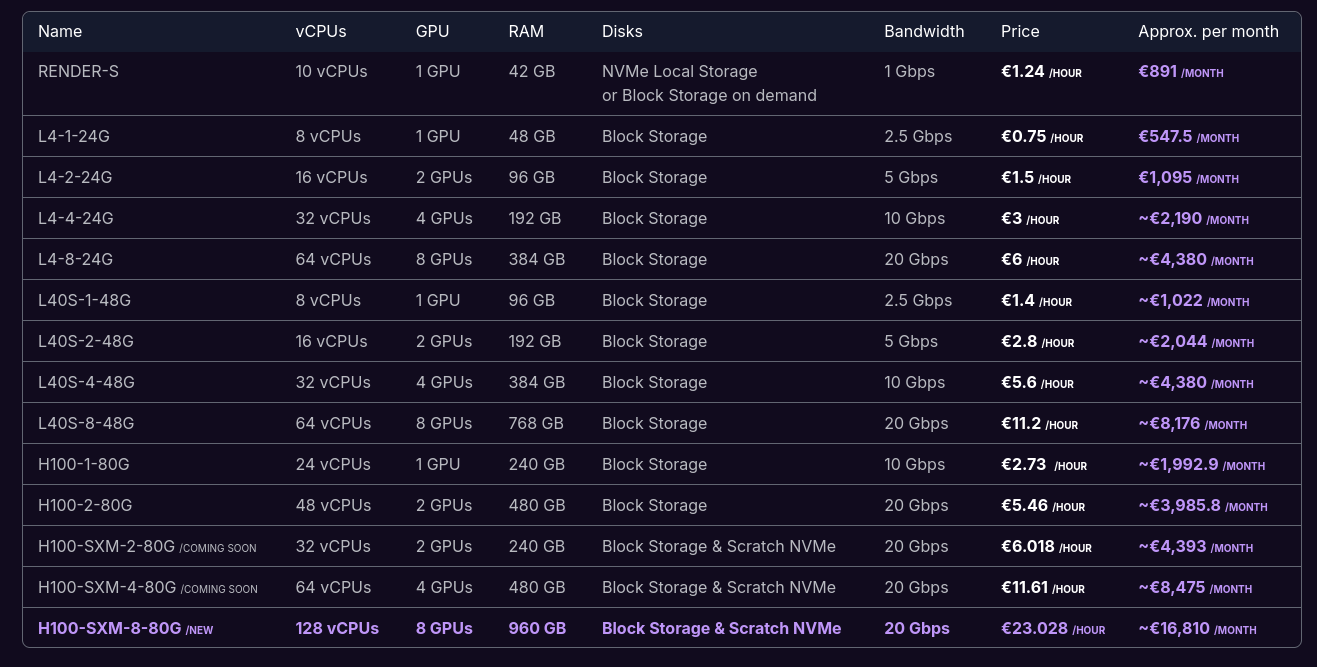 Name vCPUs GPU RAM Disks Bandwidth Price Approx. per month
RENDER-S 10 vCPUs 1 GPU 42 GB NVMe Local Storage 1 Gbps €1.24 /HOUR €891 /MONTH
or Block Storage on demand
L4-1-24G 8 vCPUs 1 GPU 48 GB Block Storage 2.5 Gbps €0.75 /HOUR €547.5 /MONTH
L4-2-24G 16 vCPUs 2 GPUs 96 GB Block Storage 5 Gbps €1.5 /HOUR €1,095 /MONTH
L4-4-24G 32 vCPUs 4 GPUs 192 GB Block Storage 10 Gbps €3 /HOUR ~€2,190 /MONTH
L4-8-24G 64 vCPUs 8 GPUs 384 GB Block Storage 20 Gbps €6 /HOUR ~€4,380 /MONTH
L40S-1-48G 8 vCPUs 1 GPU 96 GB Block Storage 2.5 Gbps €1.4 /HOUR ~€1,022 /MONTH
L40S-2-48G 16 vCPUs 2 GPUs 192 GB Block Storage 5 Gbps €2.8 /HOUR ~€2,044 /MONTH
L40S-4-48G 32 vCPUs 4 GPUs 384 GB Block Storage 10 Gbps €5.6 /HOUR ~€4,380 /MONTH
L40S-8-48G 64 vCPUs 8 GPUs 768 GB Block Storage 20 Gbps €11.2 /HOUR ~€8,176 /MONTH
H100-1-80G 24 vCPUs 1 GPU 240 GB Block Storage 10 Gbps €2.73 /HOUR ~€1,992.9 /MONTH
H100-2-80G 48 vCPUs 2 GPUs 480 GB Block Storage 20 Gbps €5.46 /HOUR ~€3,985.8 /MONTH
H100-SXM-2-80G /COMING SOON 32 vCPUs 2 GPUs 240 GB Block Storage & Scratch NVMe 20 Gbps €6.018 /HOUR ~€4,393 /MONTH
H100-SXM-4-80G /COMING SOON 64 vCPUs 4 GPUs 480 GB Block Storage & Scratch NVMe 20 Gbps €11.61 /HOUR ~€8,475 /MONTH
H100-SXM-8-80G /NEW 128 vCPUs 8 GPUs 960 GB Block Storage & Scratch NVMe 20 Gbps €23.028 /HOUR ~€16,810 /MONTH